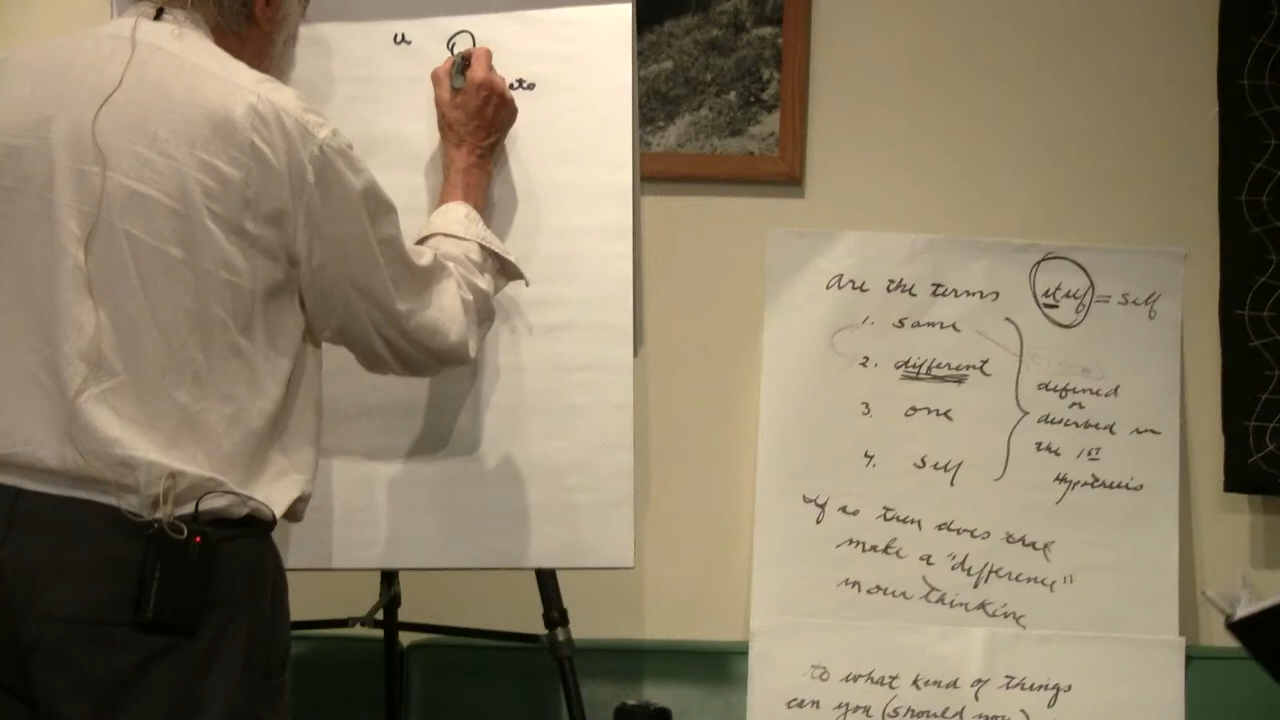 u
ato
are the terms
itself = self
1. same
2. different
3. one
4. self
defined
or
described in
the 1st
Hypothesis
If so then does that
make a "difference"
in our thinking
to what kind of things
can you (should you)